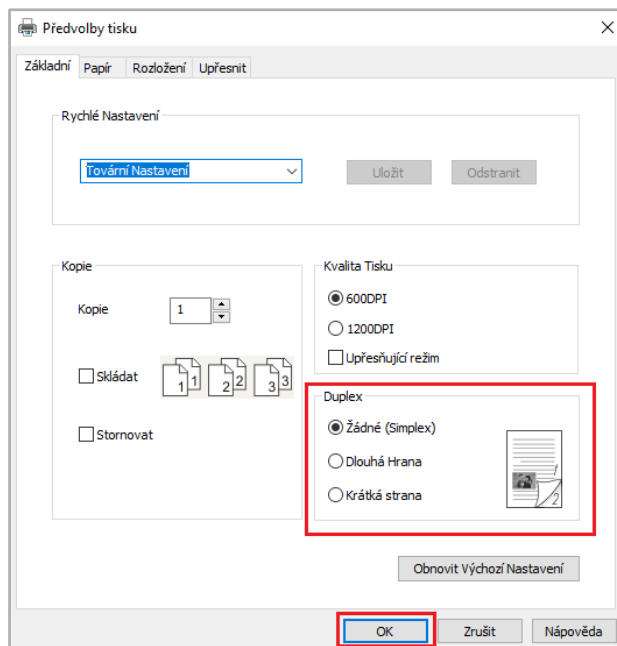 Předvolby tisku
Základní Papír Rozložení Upřesnit
Rychlé Nastavení
Tovární Nastavení
Uložit Odstranit
Kopie
Kopie 1
Skládat 1 1 2 2 3 3
Stornovat
Kvalita Tisku
600DPI
1200DPI
Upřesňující režim
Duplex
Žádné (Simplex)
Dlouhá Hrana
Krátká strana
1
2
Obnovit Výchozí Nastavení
OK Zrušit Nápověda